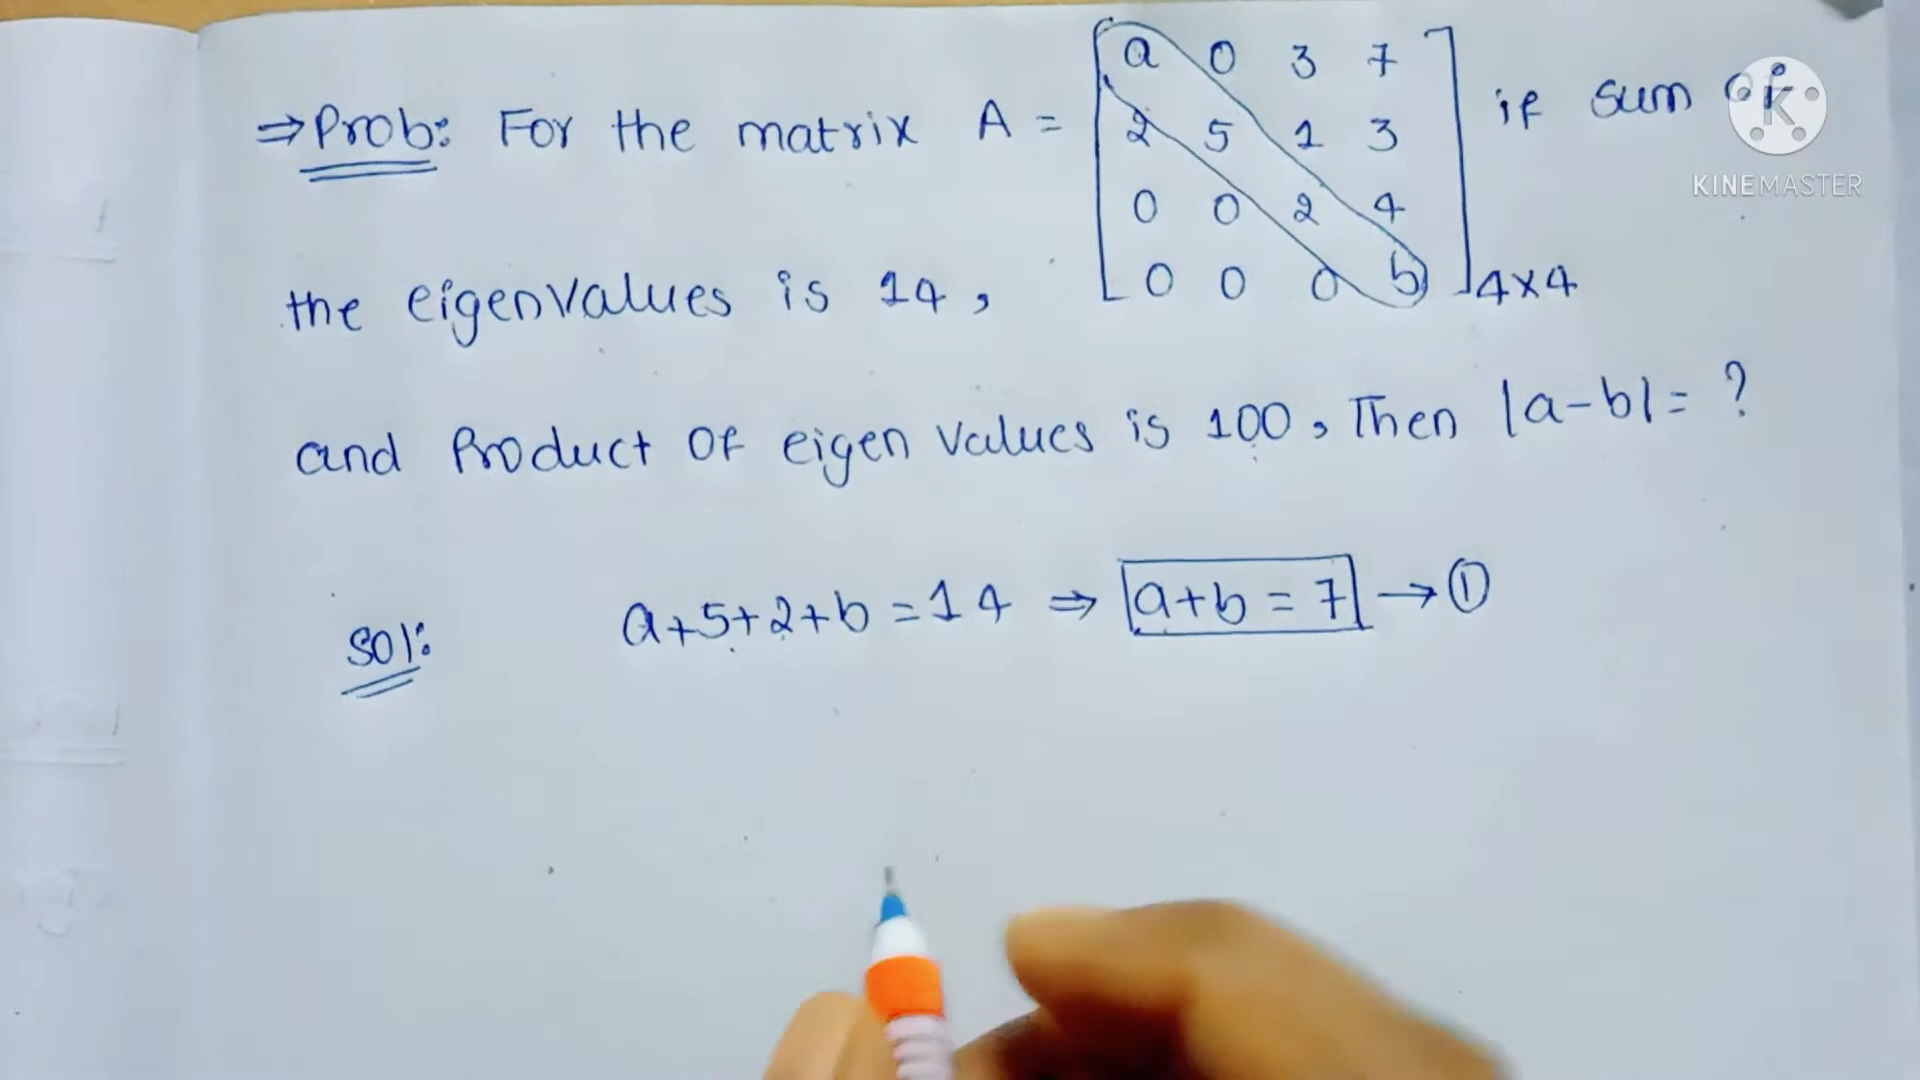 ⇒ Prob: For the matrix A = [a 0 3 7
2 5 1 3
0 0 2 4
0 0 0 b]4×4 if sum of
the eigenvalues is 14,
and Product of eigen values is 100, Then |a-b| = ?
Sol: a+5+2+b = 14 ⇒ a+b = 7 → ①
K
KINEMASTER